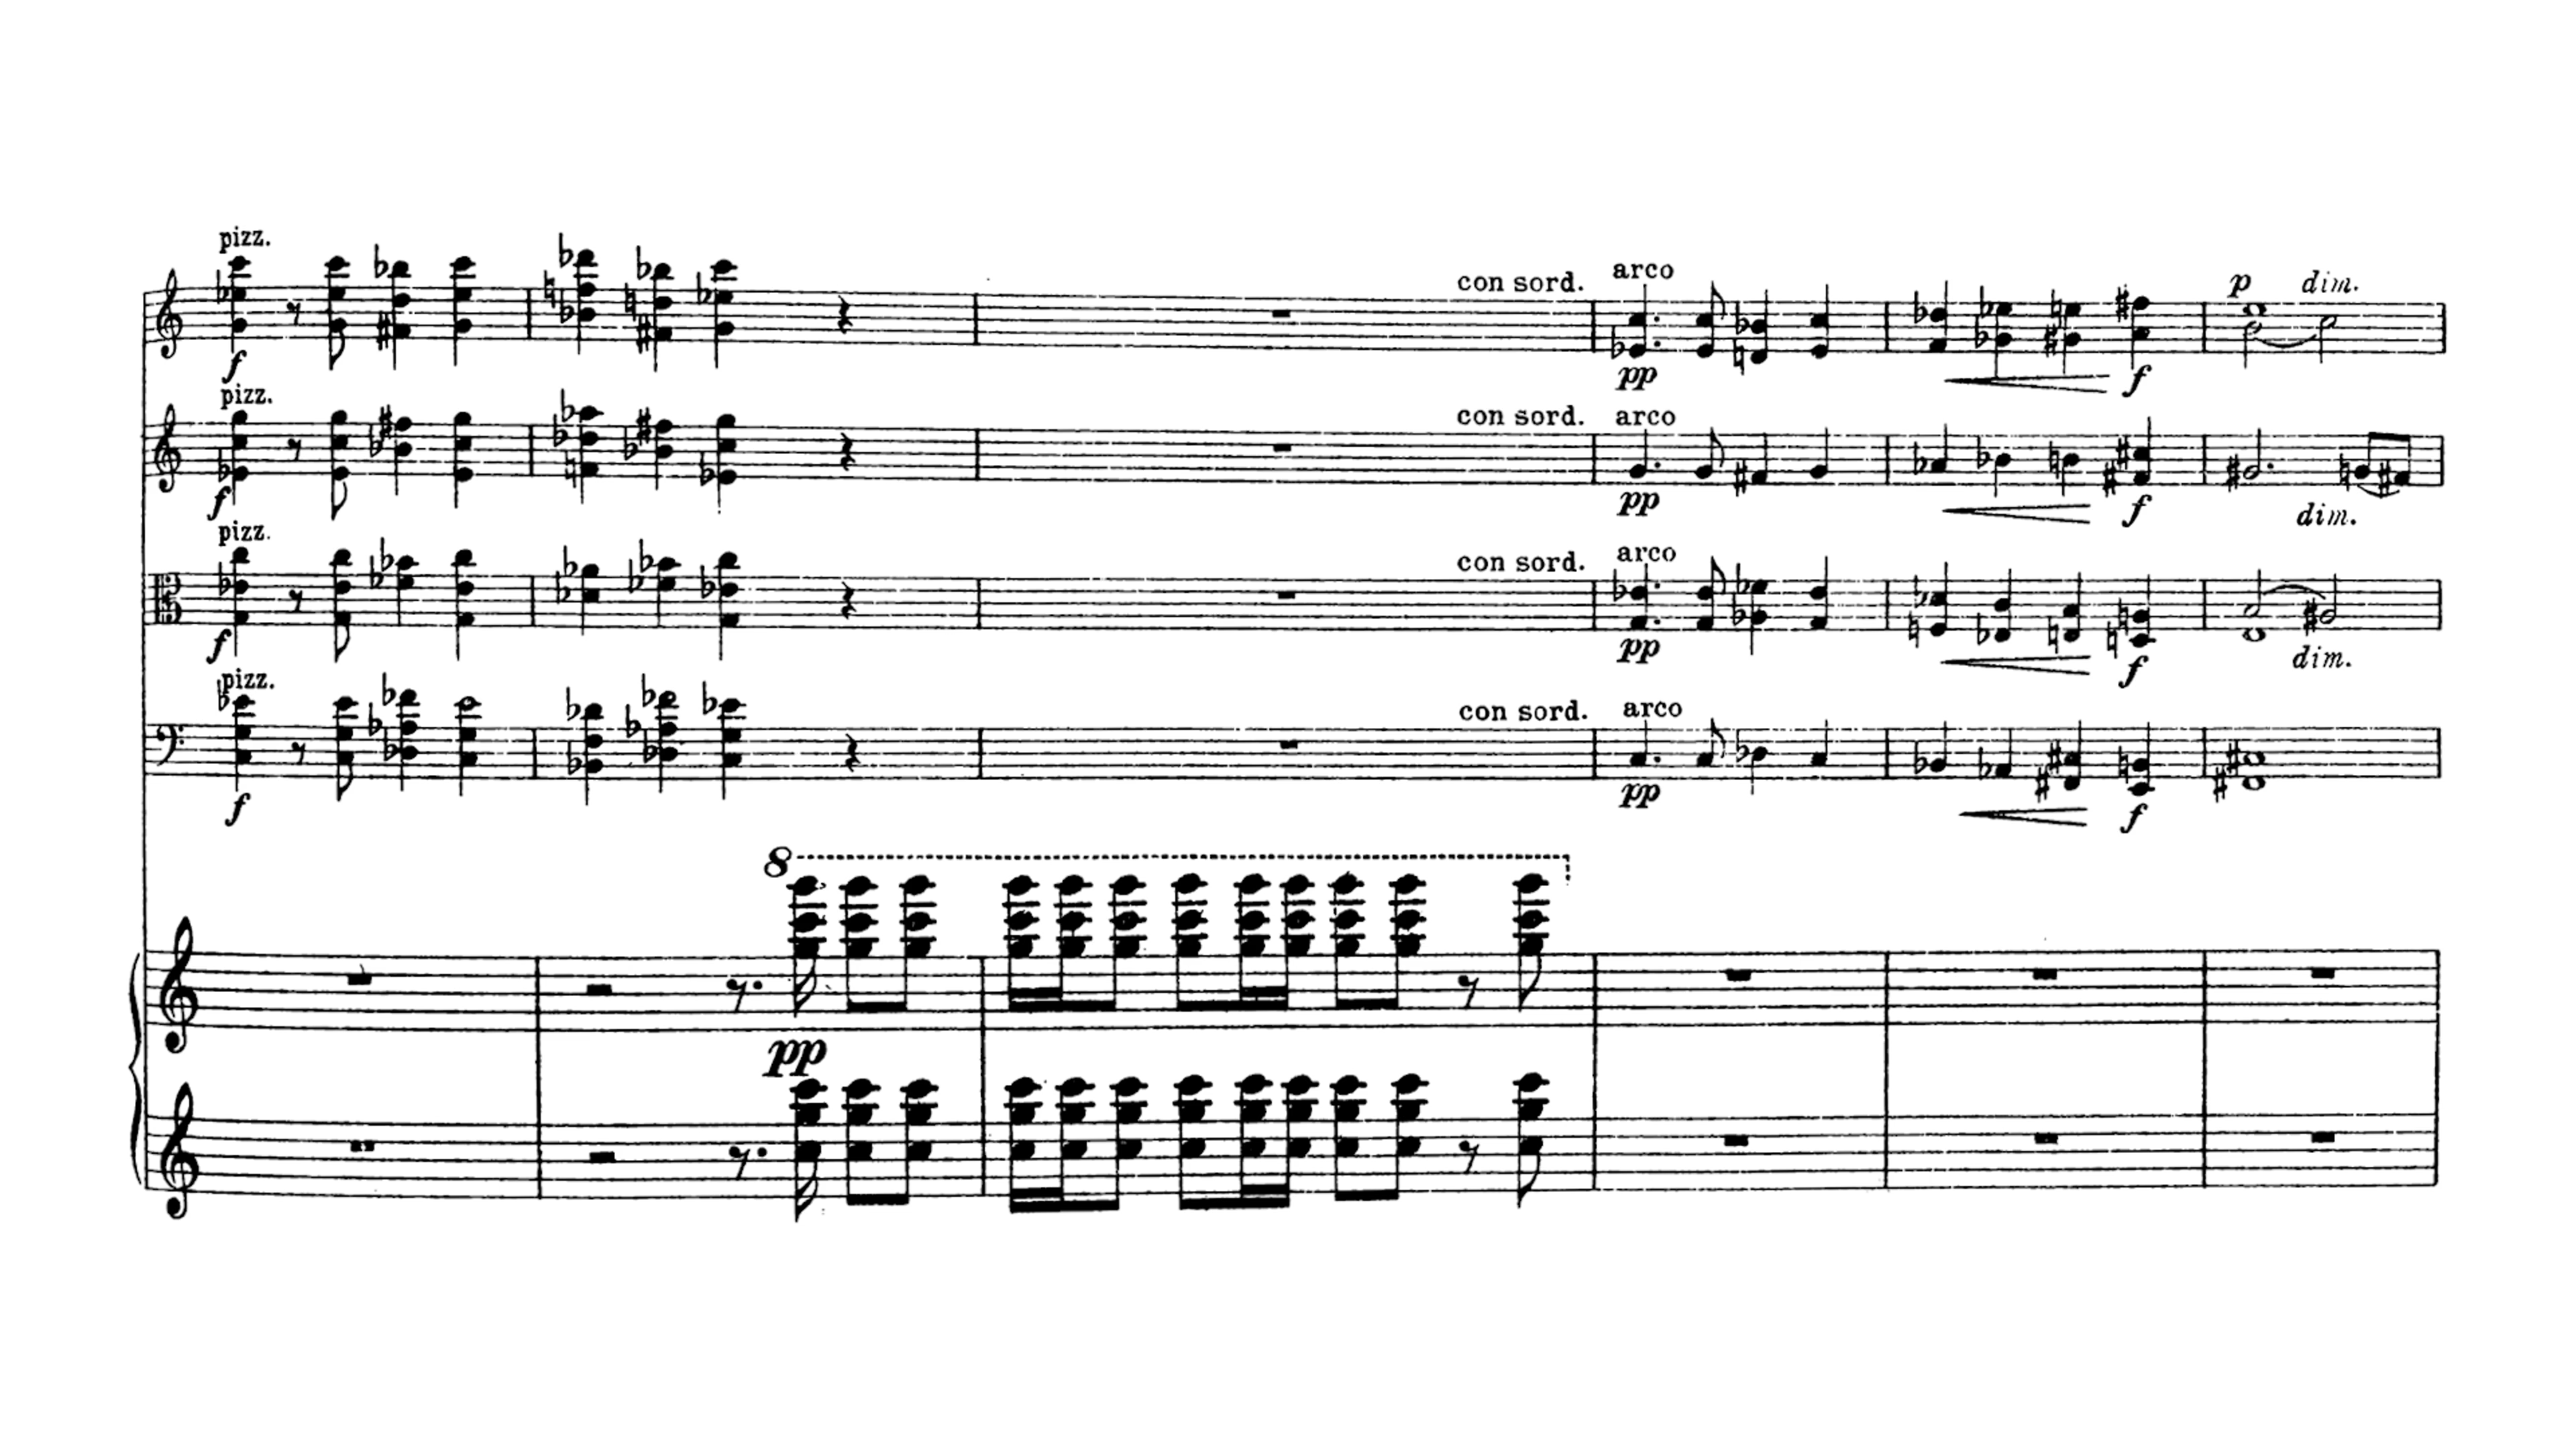 pizz.
f
pizz.
f
pizz.
f
pizz.
f
con sord. arco
pp f
p dim.
con sord. arco
pp f
dim.
con sord. arco
pp f
dim.
con sord. arco
pp f
8
pp